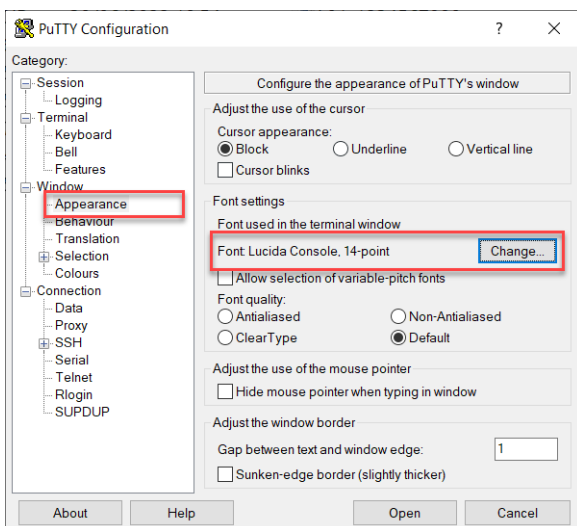 PuTTY Configuration
?
Category:
Session
Logging
Terminal
Keyboard
Bell
Features
Window
Appearance
Behaviour
Translation
Selection
Colours
Connection
Data
Proxy
SSH
Serial
Telnet
Rlogin
SUPDUP
Configure the appearance of PuTTY's window
Adjust the use of the cursor
Cursor appearance:
Block Underline Vertical line
Cursor blinks
Font settings
Font used in the terminal window
Font: Lucida Console, 14-point Change...
Allow selection of variable-pitch fonts
Font quality:
Antialiased Non-Antialiased
ClearType Default
Adjust the use of the mouse pointer
Hide mouse pointer when typing in window
Adjust the window border
Gap between text and window edge: 1
Sunken-edge border (slightly thicker)
About Help Open Cancel